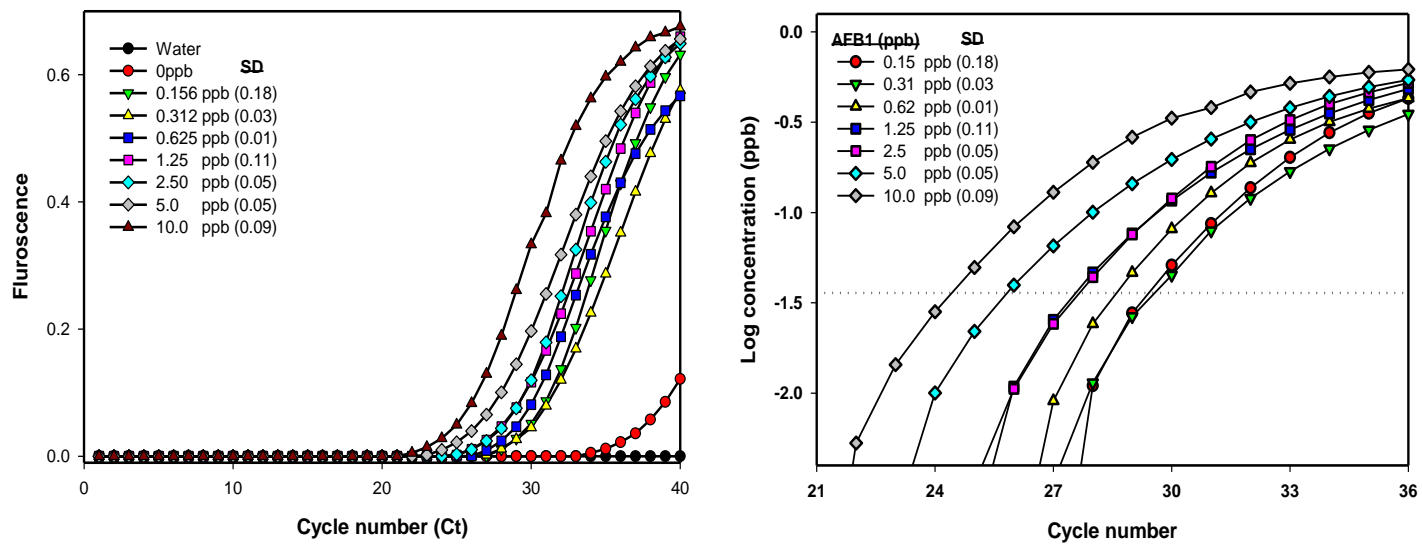 Water
0ppb SD
0.156 ppb (0.18)
0.312 ppb (0.03)
0.625 ppb (0.01)
1.25 ppb (0.11)
2.50 ppb (0.05)
5.0 ppb (0.05)
10.0 ppb (0.09)
Fluroscence
0.6
0.4
0.2
0.0
0 10 20 30 40
Cycle number (Ct)
AFB1 (ppb) SD
0.15 ppb (0.18)
0.31 ppb (0.03
0.62 ppb (0.01)
1.25 ppb (0.11)
2.5 ppb (0.05)
5.0 ppb (0.05)
10.0 ppb (0.09)
Log concentration (ppb)
0.0
-0.5
-1.0
-1.5
-2.0
21 24 27 30 33 36
Cycle number